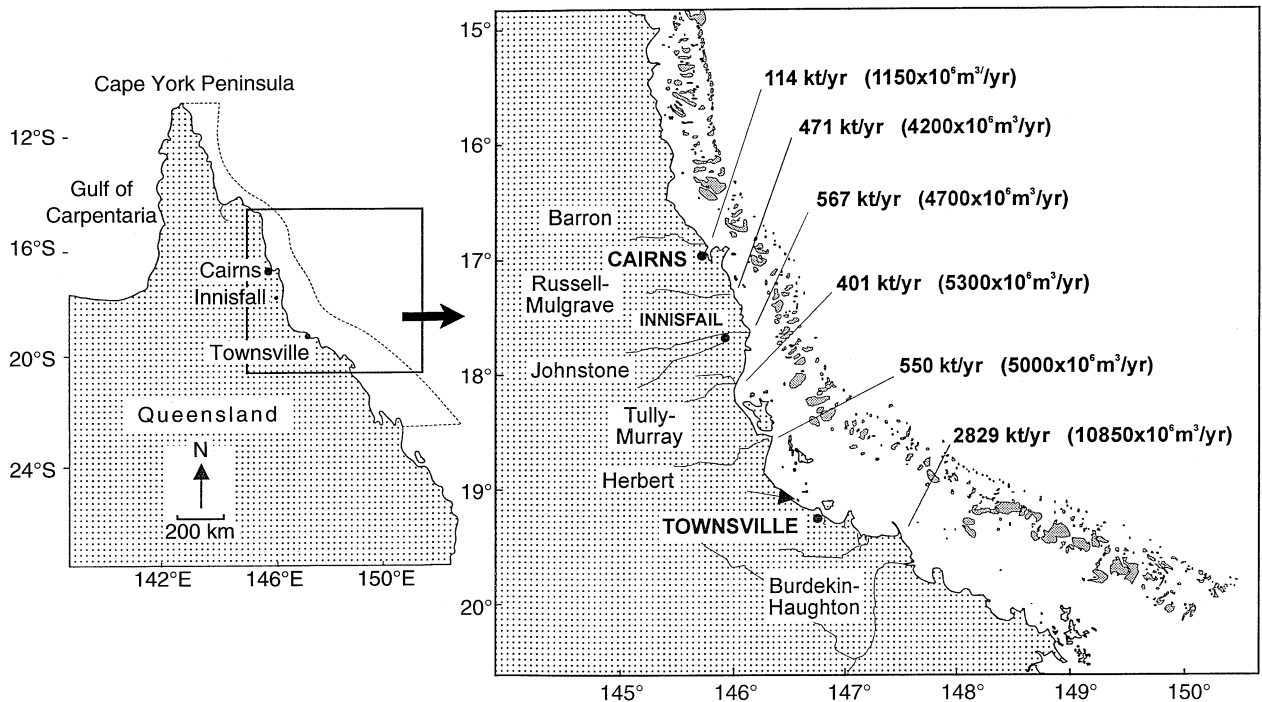 Cape York Peninsula
12°S
Gulf of
Carpentaria
16°S
Cairns
Innisfall
20°S
Townsville
Queensland
N
24°S
200 km
142°E
146°E
150°E
15°
114 kt/yr (1150x10⁶m³/yr)
471 kt/yr (4200x10⁶m³/yr)
16°
567 kt/yr (4700x10⁶m³/yr)
Barron
17°
CAIRNS
401 kt/yr (5300x10⁶m³/yr)
Russell-
Mulgrave
INNISFAIL
550 kt/yr (5000x10⁶m³/yr)
18°
Johnstone
Tully-
Murray
2829 kt/yr (10850x10⁶m³/yr)
Herbert
19°
TOWNSVILLE
Burdekin-
Haughton
20°
145°
146°
147°
148°
149°
150°